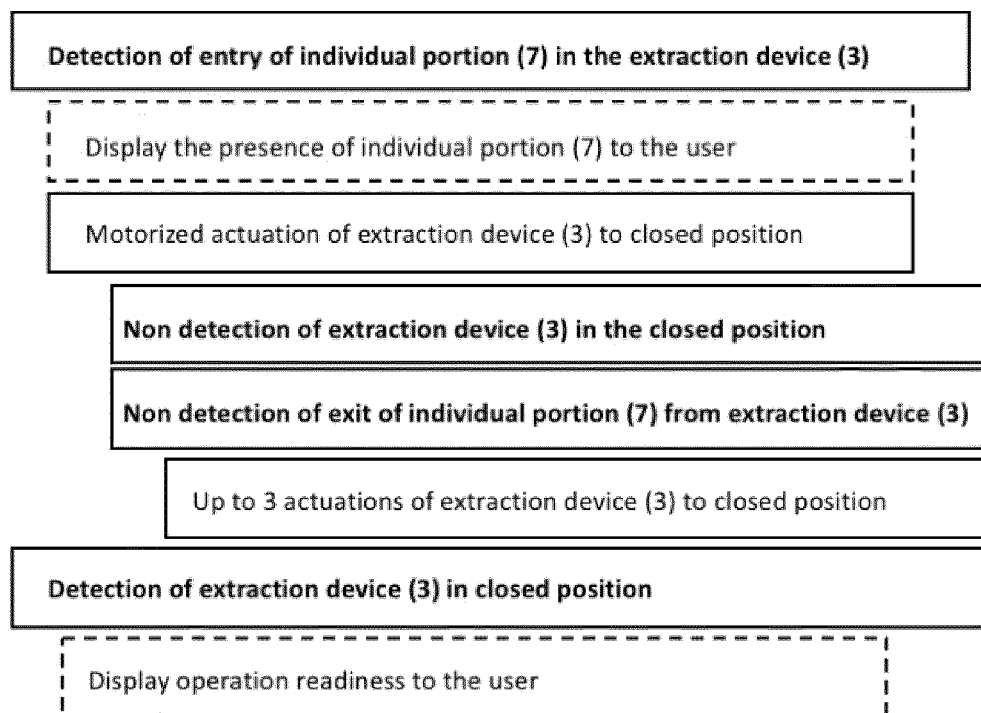 Detection of entry of individual portion (7) in the extraction device (3)
Display the presence of individual portion (7) to the user
Motorized actuation of extraction device (3) to closed position
Non detection of extraction device (3) in the closed position
Non detection of exit of individual portion (7) from extraction device (3)
Up to 3 actuations of extraction device (3) to closed position
Detection of extraction device (3) in closed position
Display operation readiness to the user